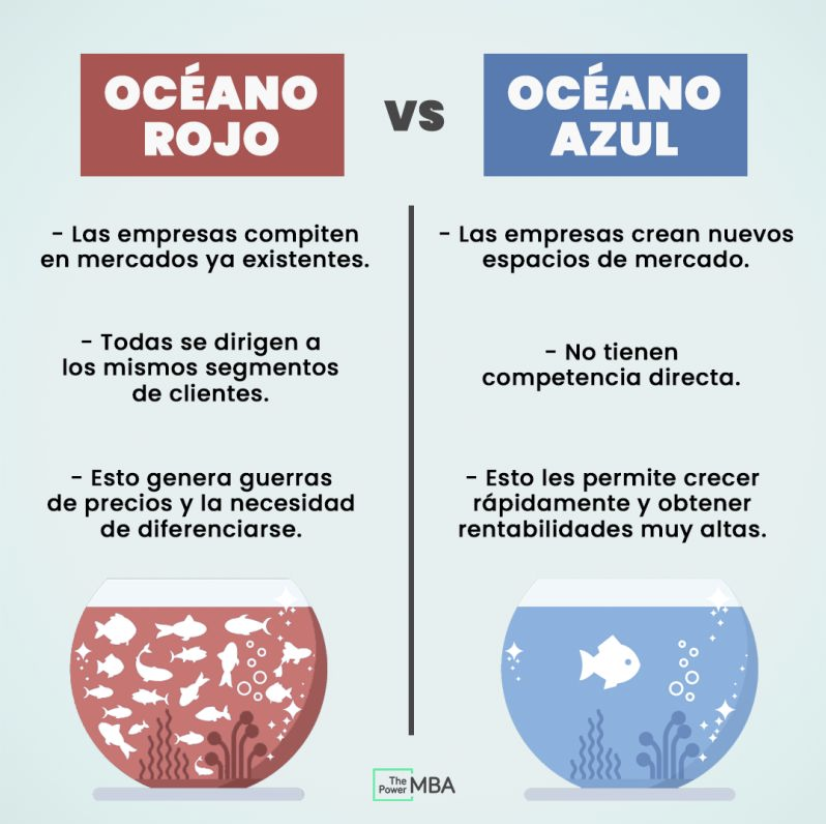 OCÉANO
ROJO
vs
OCÉANO
AZUL
- Las empresas compiten
en mercados ya existentes.
- Todas se dirigen a
los mismos segmentos
de clientes.
- Esto genera guerras
de precios y la necesidad
de diferenciarse.
- Las empresas crean nuevos
espacios de mercado.
- No tienen
competencia directa.
- Esto les permite crecer
rápidamente y obtener
rentabilidades muy altas.
The
Power MBA